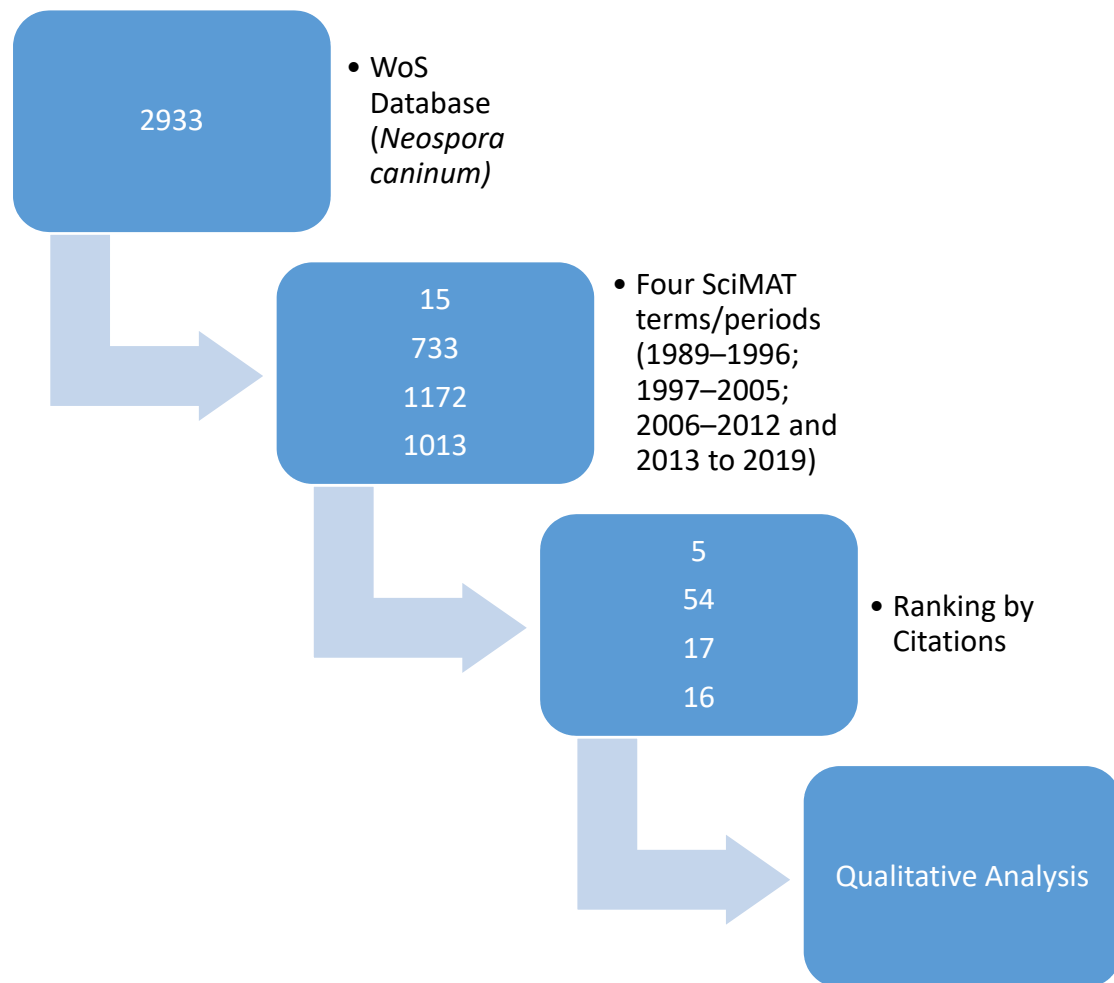 2933
• WoS
Database
(Neospora
caninum)
15
733
1172
1013
• Four SciMAT
terms/periods
(1989–1996;
1997–2005;
2006–2012 and
2013 to 2019)
5
54
17
16
• Ranking by
Citations
Qualitative Analysis